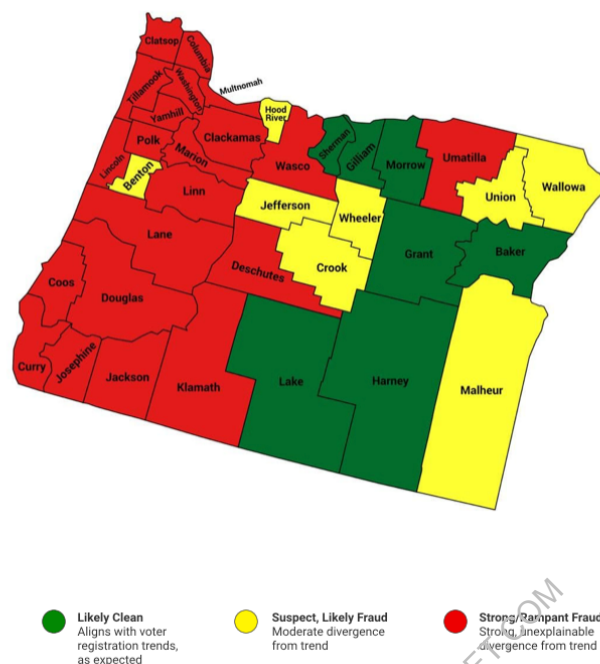 Clatsop
Columbia
Tillamook
Washington
Multnomah
Hood
River
Yamhill
Clackamas
Polk
Marion
Wasco
Sherman
Gilliam
Morrow
Umatilla
Union
Wallowa
Lincoln
Benton
Linn
Jefferson
Wheeler
Lane
Crook
Grant
Baker
Deschutes
Coos
Douglas
Curry
Josephine
Jackson
Klamath
Lake
Harney
Malheur
Likely Clean
Aligns with voter
registration trends,
as expected
Suspect, Likely Fraud
Moderate divergence
from trend
Strong/Rampant Fraud
Strong, unexplainable
divergence from trend
ET.COM